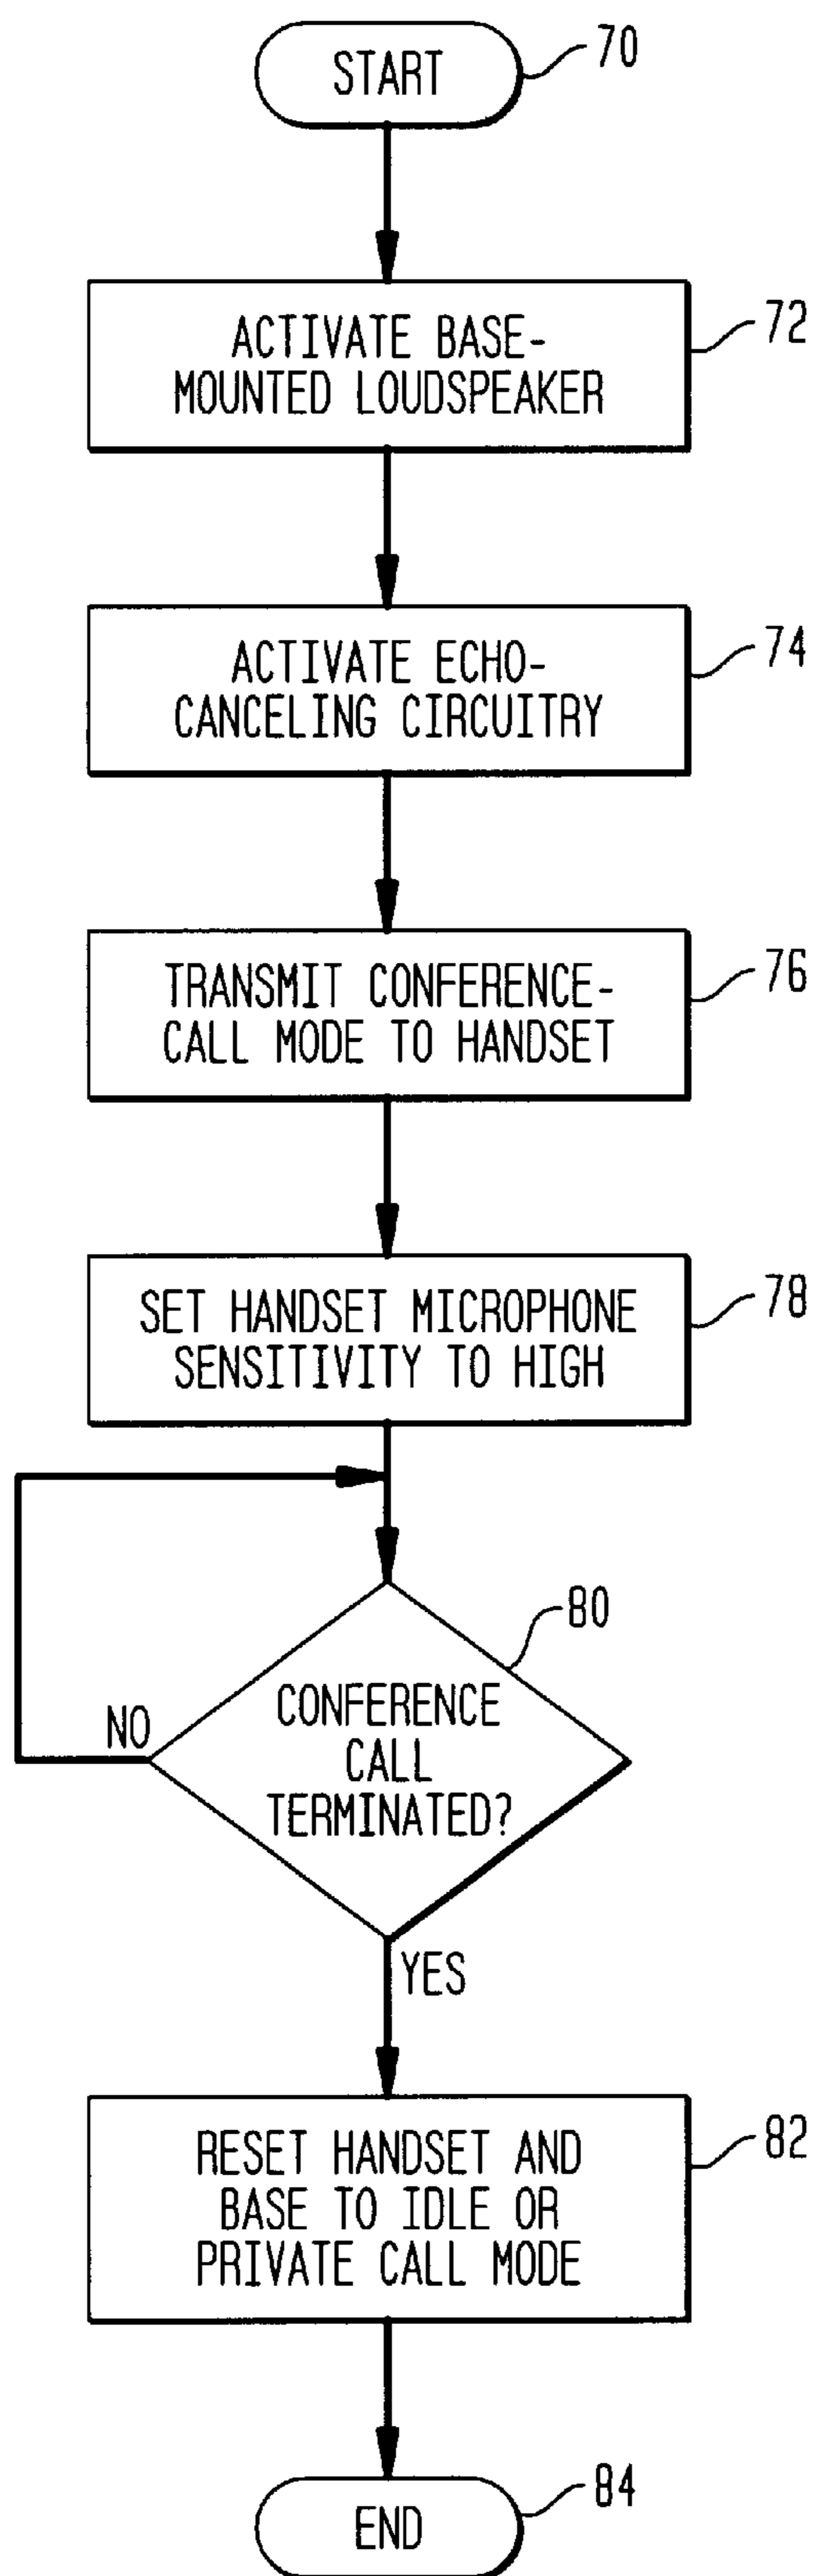 START
70
ACTIVATE BASE-
MOUNTED LOUDSPEAKER
72
ACTIVATE ECHO-
CANCELING CIRCUITRY
74
TRANSMIT CONFERENCE-
CALL MODE TO HANDSET
76
SET HANDSET MICROPHONE
SENSITIVITY TO HIGH
78
80
CONFERENCE
CALL
TERMINATED?
NO
YES
RESET HANDSET AND
BASE TO IDLE OR
PRIVATE CALL MODE
82
END
84